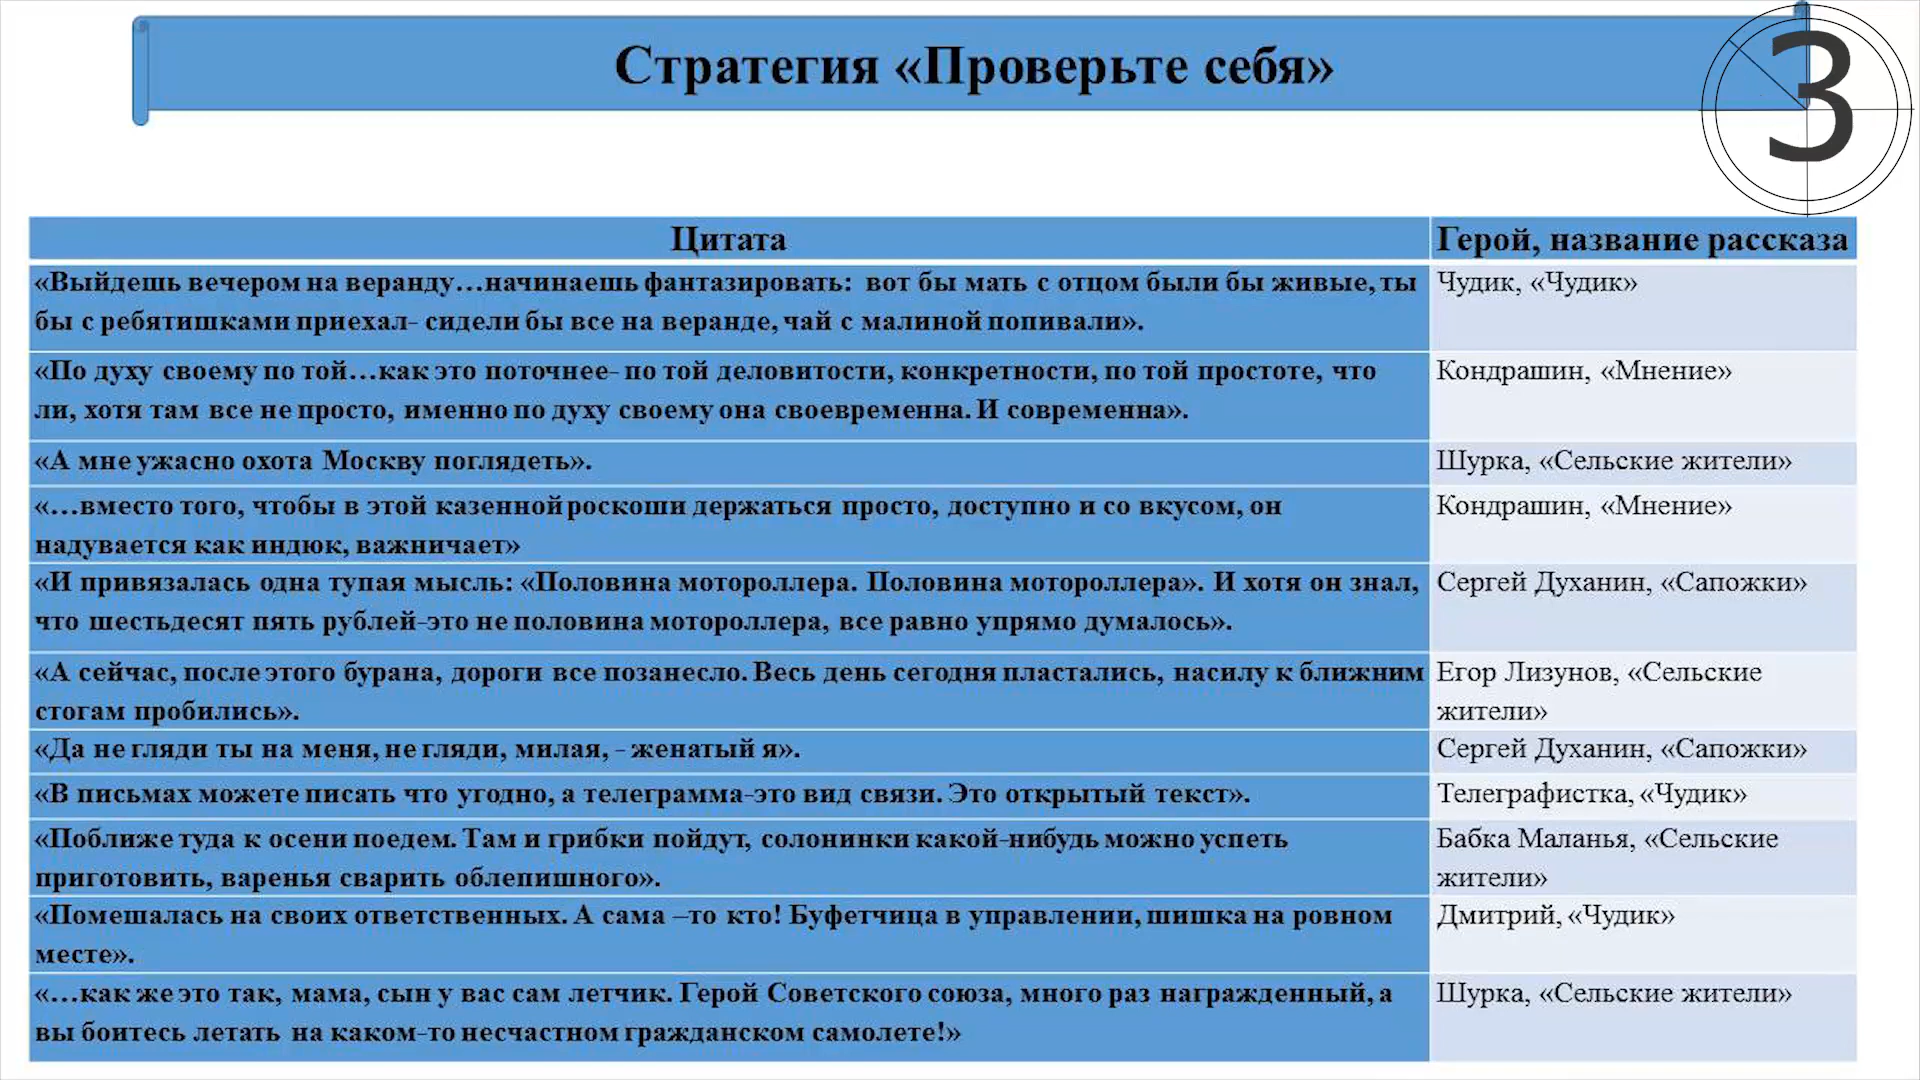 Стратегия «Проверьте себя»
3
Цитата
Герой, название рассказа
«Выйдешь вечером на веранду...начинаешь фантазировать: вот бы мать с отцом были бы живые, ты
бы с ребятишками приехал- сидели бы все на веранде, чай с малиной попивали».
Чудик, «Чудик»
«По духу своему по той...как это поточнее- по той деловитости, конкретности, по той простоте, что
ли, хотя там все не просто, именно по духу своему она своевременна. И современна».
Кондрашин, «Мнение»
«А мне ужасно охота Москву поглядеть».
Шурка, «Сельские жители»
«...вместо того, чтобы в этой казенной роскоши держаться просто, доступно и со вкусом, он
надувается как индюк, важничает»
Кондрашин, «Мнение»
«И привязалась одна тупая мысль: «Половина мотороллера. Половина мотороллера». И хотя он знал,
что шестьдесят пять рублей-это не половина мотороллера, все равно упрямо думалось».
Сергей Духанин, «Сапожки»
«А сейчас, после этого бурана, дороги все позанесло. Весь день сегодня пластались, насилу к ближним
стогам пробились».
Егор Лизунов, «Сельские
жители»
«Да не гляди ты на меня, не гляди, милая, - женатый я».
Сергей Духанин, «Сапожки»
«В письмах можете писать что угодно, а телеграмма-это вид связи. Это открытый текст».
Телеграфистка, «Чудик»
«Поближе туда к осени поедем. Там и грибки пойдут, солонинки какой-нибудь можно успеть
приготовить, варенья сварить облепишного».
Бабка Маланья, «Сельские
жители»
«Помешалась на своих ответственных. А сама –то кто! Буфетчица в управлении, шишка на ровном
месте».
Дмитрий, «Чудик»
«...как же это так, мама, сын у вас сам летчик. Герой Советского союза, много раз награжденный, а
вы боитесь летать на каком-то несчастном гражданском самолете!»
Шурка, «Сельские жители»